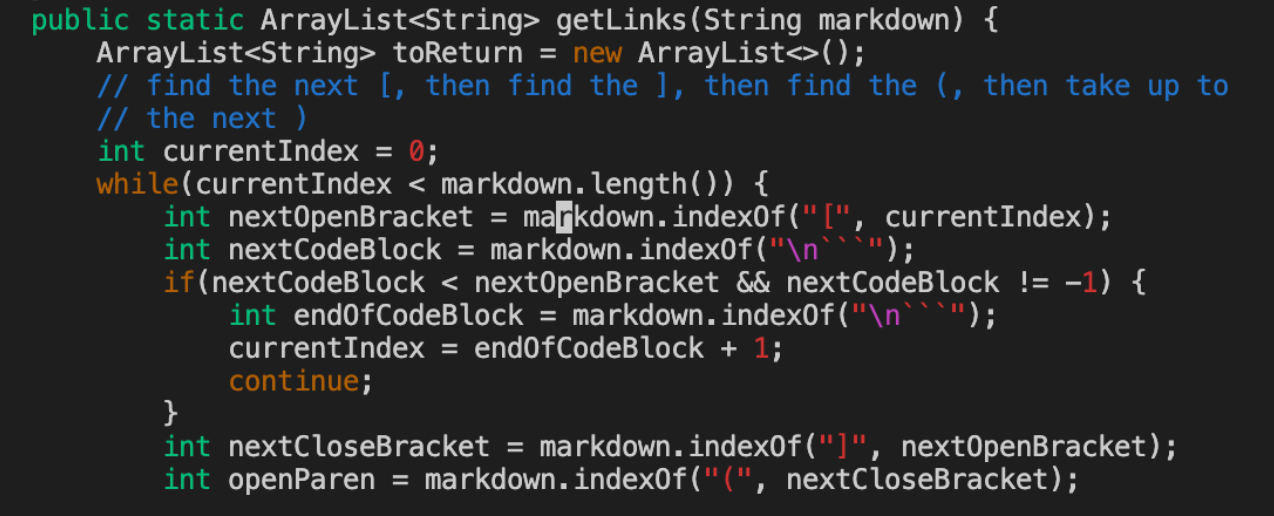 public static ArrayList<String> getLinks(String markdown) {
    ArrayList<String> toReturn = new ArrayList<>();
    // find the next [, then find the ], then find the (, then take up to
    // the next )
    int currentIndex = 0;
    while(currentIndex < markdown.length()) {
        int nextOpenBracket = markdown.indexOf("[", currentIndex);
        int nextCodeBlock = markdown.indexOf("\n```");
        if(nextCodeBlock < nextOpenBracket && nextCodeBlock != -1) {
            int endOfCodeBlock = markdown.indexOf("\n```");
            currentIndex = endOfCodeBlock + 1;
            continue;
        }
        int nextCloseBracket = markdown.indexOf("]", nextOpenBracket);
        int openParen = markdown.indexOf("(", nextCloseBracket);